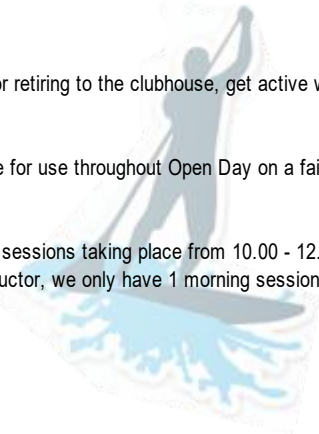 or retiring to the clubhouse, get active w
e for use throughout Open Day on a fai
sessions taking place from 10.00 - 12.
uctor, we only have 1 morning session